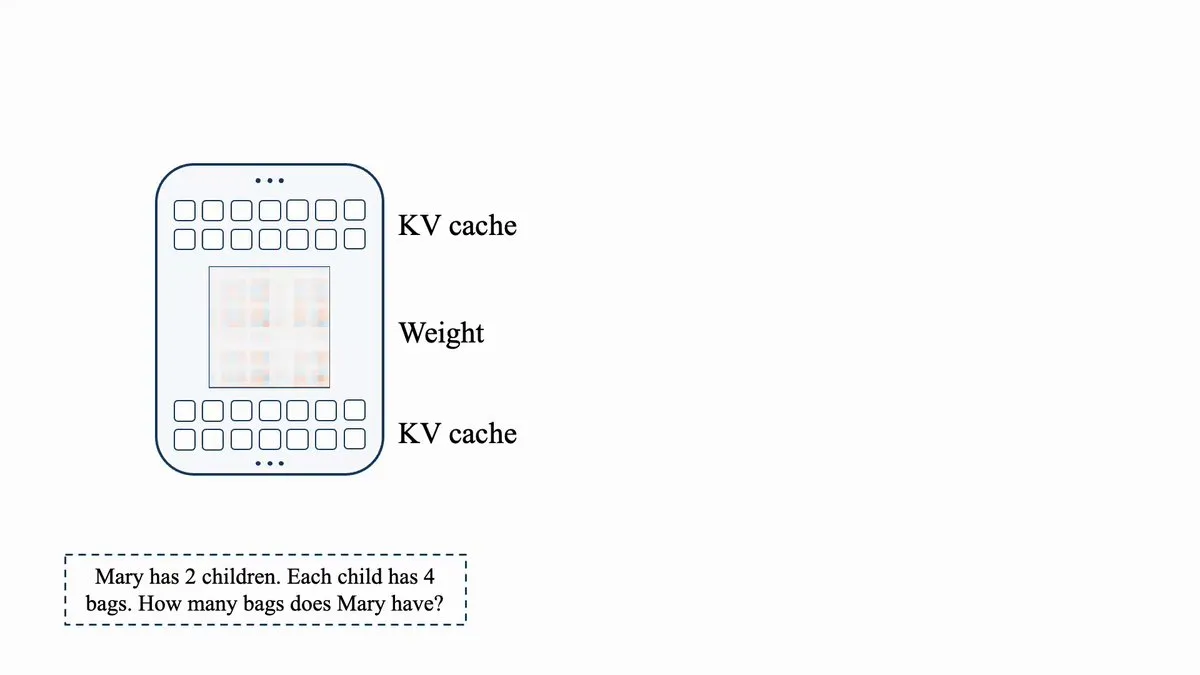 KV cache
Weight
KV cache
Mary has 2 children. Each child has 4
bags. How many bags does Mary have?